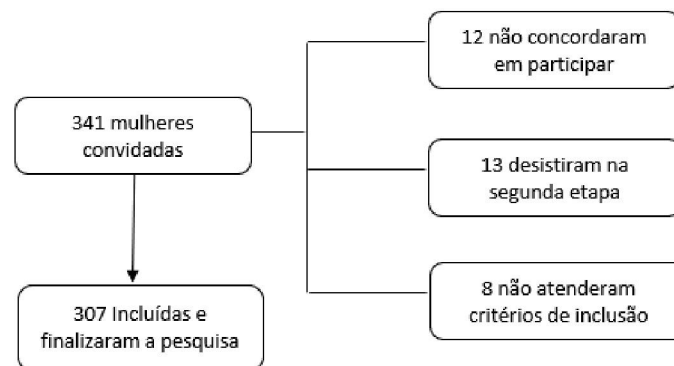 341 mulheres
convidadas
12 não concordaram
em participar
13 desistiram na
segunda etapa
8 não atenderam
critérios de inclusão
307 Incluídas e
finalizaram a pesquisa